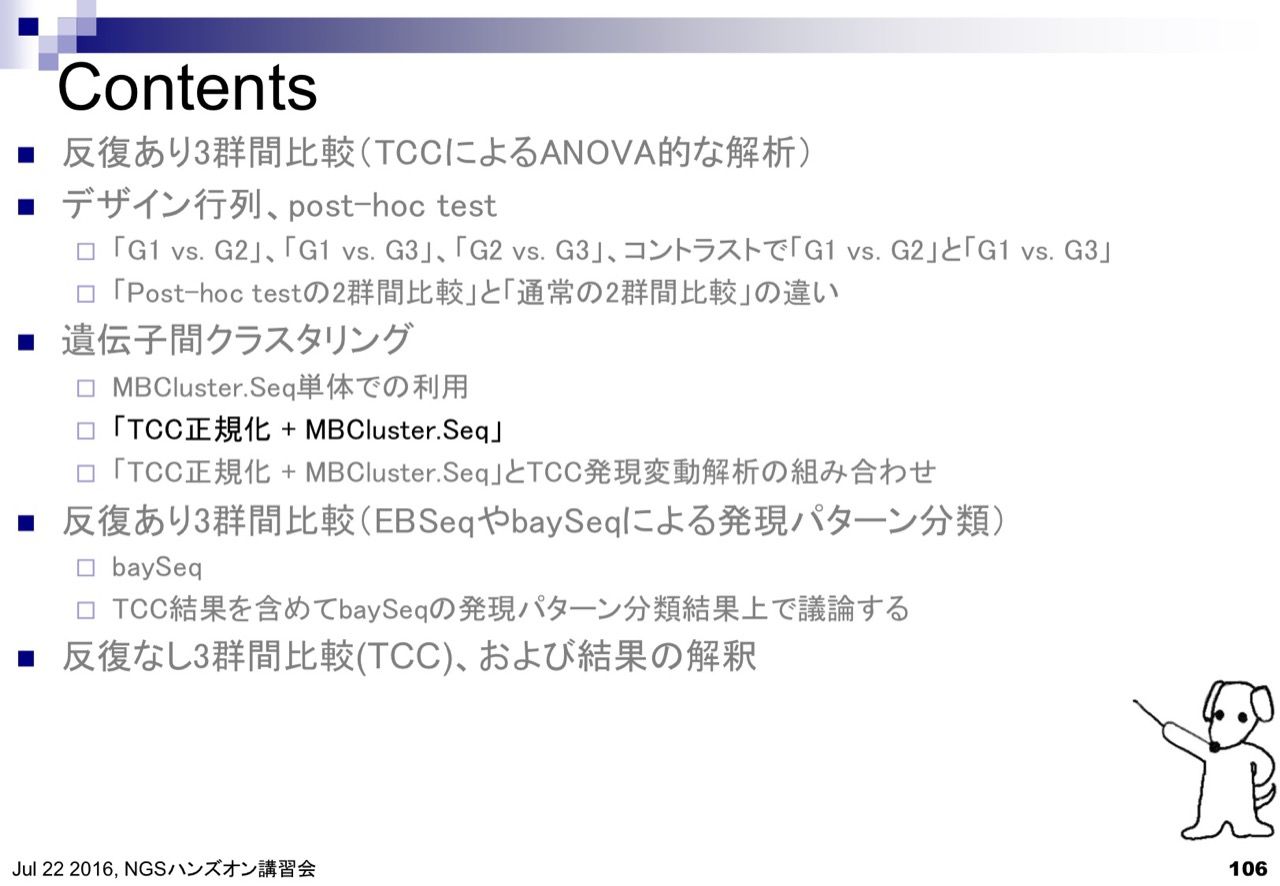 Contents
反復あり3群間比較（TCCによるANOVA的な解析）
デザイン行列、post-hoc test
「G1 vs. G2」、「G1 vs. G3」、「G2 vs. G3」、コントラストで「G1 vs. G2」と「G1 vs. G3」
「Post-hoc testの2群間比較」と「通常の2群間比較」の違い
遺伝子間クラスタリング
MBCluster.Seq単体での利用
「TCC正規化 + MBCluster.Seq」
「TCC正規化 + MBCluster.Seq」とTCC発現変動解析の組み合わせ
反復あり3群間比較（EBSeqやbaySeqによる発現パターン分類）
baySeq
TCC結果を含めてbaySeqの発現パターン分類結果上で議論する
反復なし3群間比較(TCC)、および結果の解釈
Jul 22 2016, NGSハンズオン講習会
106